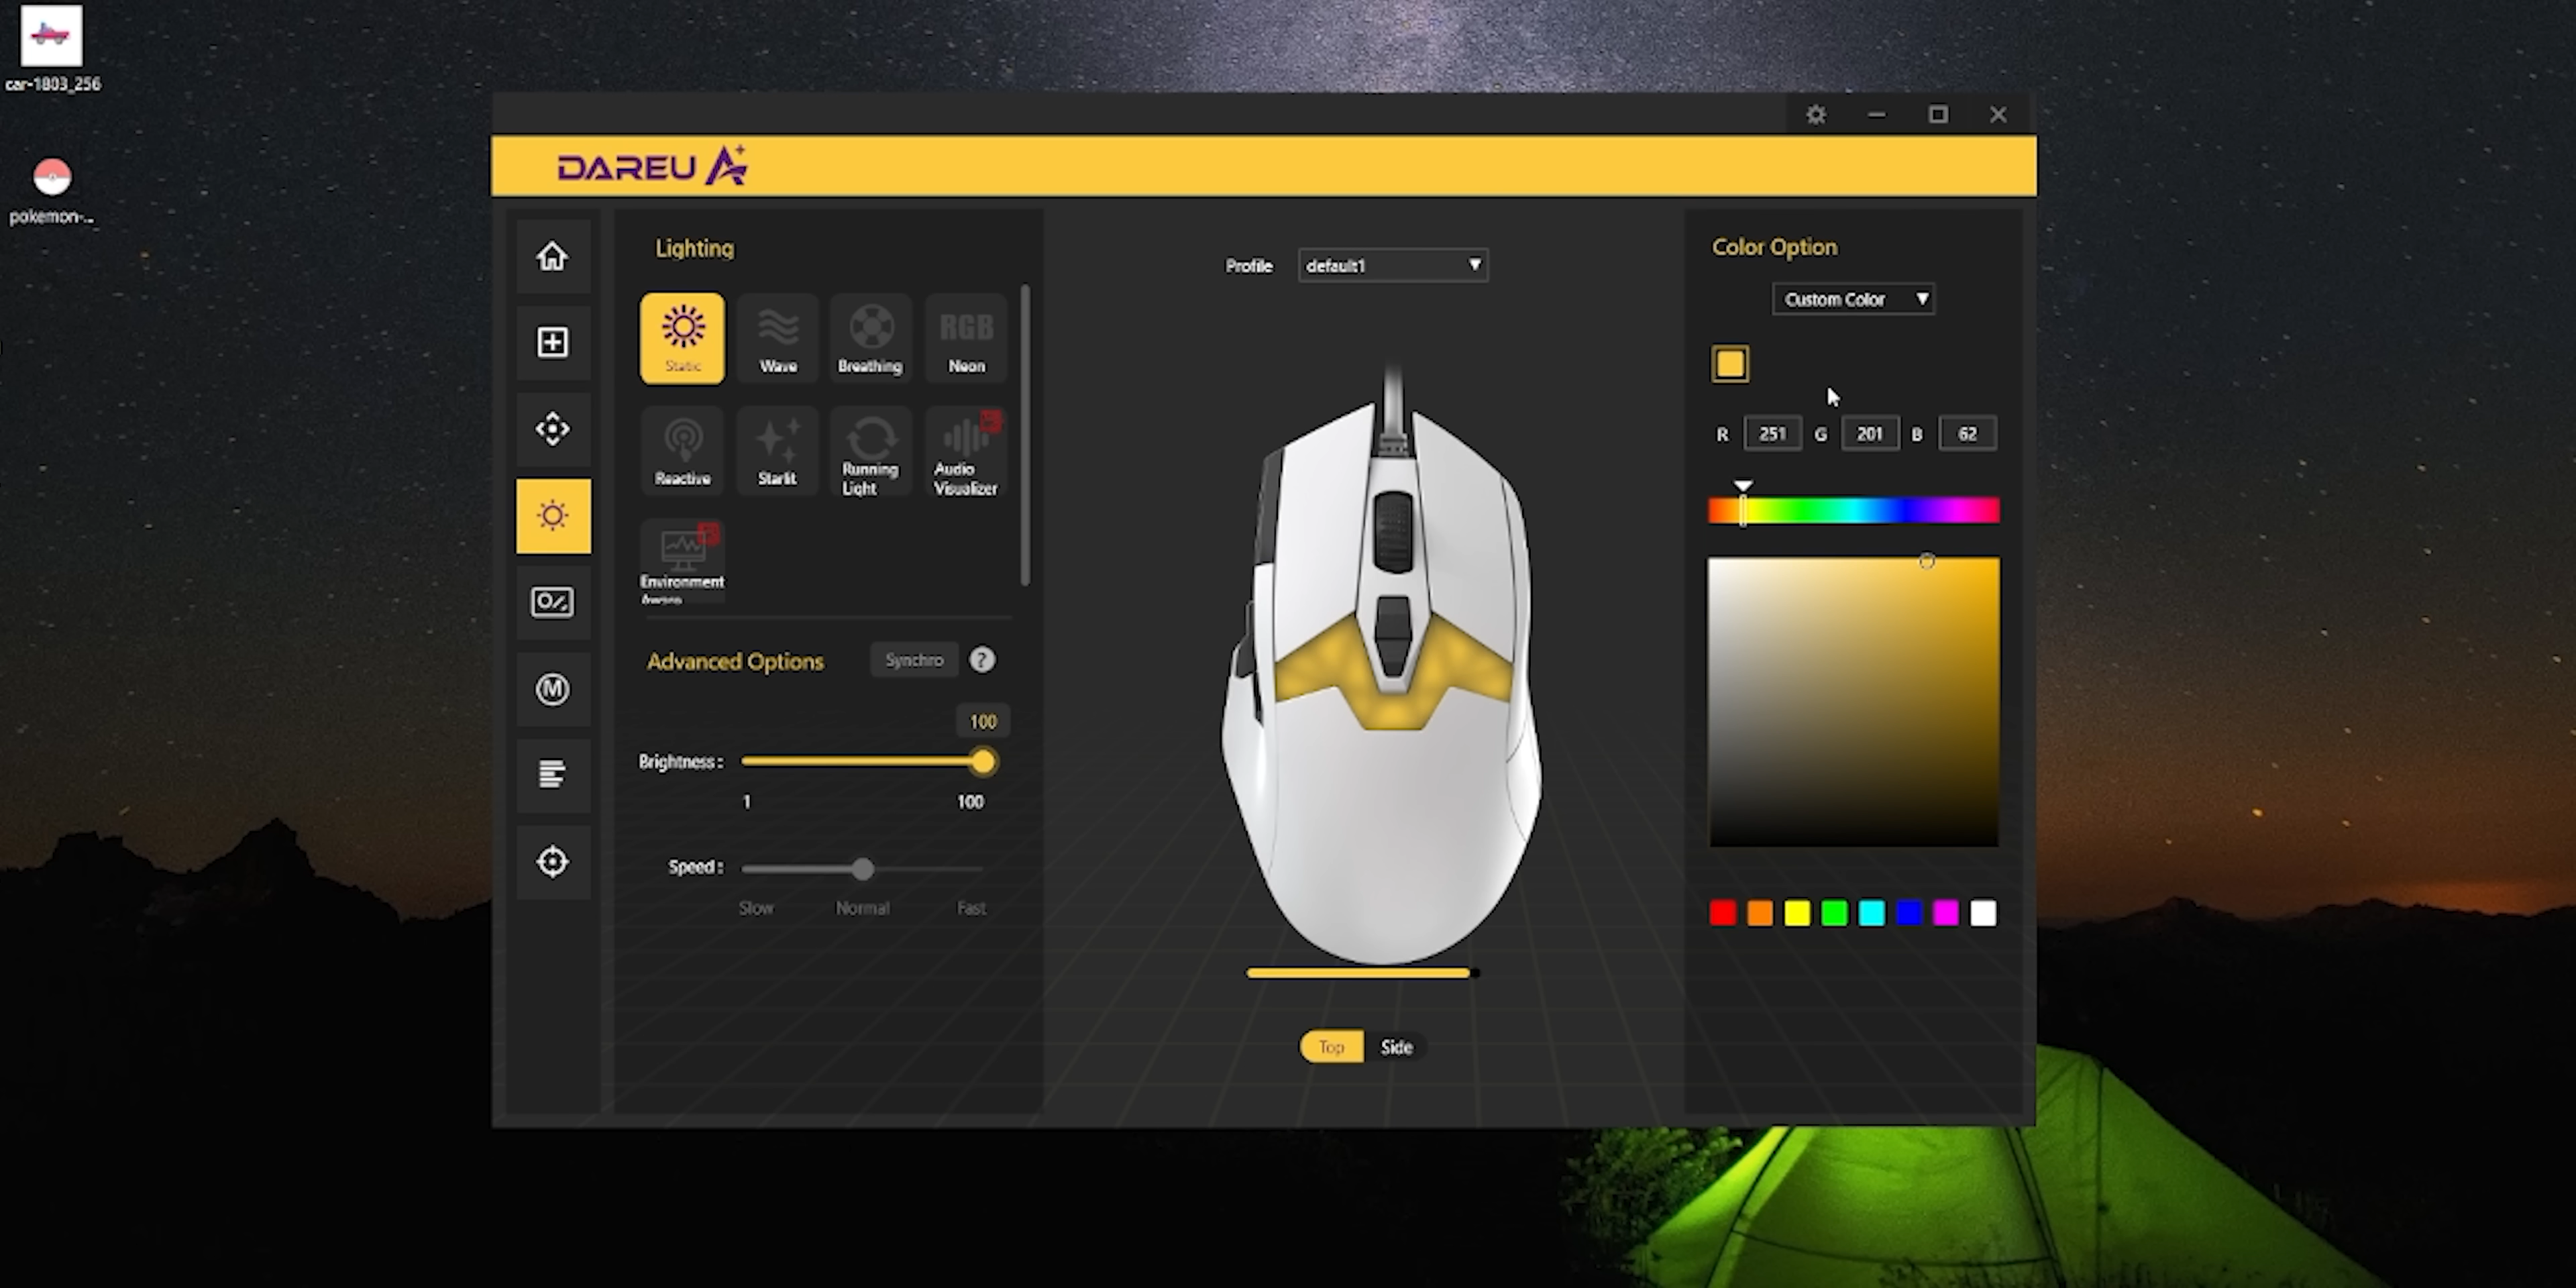 car-1803_256
pokemon-...
DAREU A+
Lighting
Static
Wave
Breathing
RGB
Neon
Reactive
Starlit
Running
Light
Audio
Visualizer
Environment
Aware
Advanced Options
Synchro
?
100
Brightness :
1
100
Speed :
Slow
Normal
Fast
M
Profile
default1
Top
Side
Color Option
Custom Color
R 251 G 201 B 62